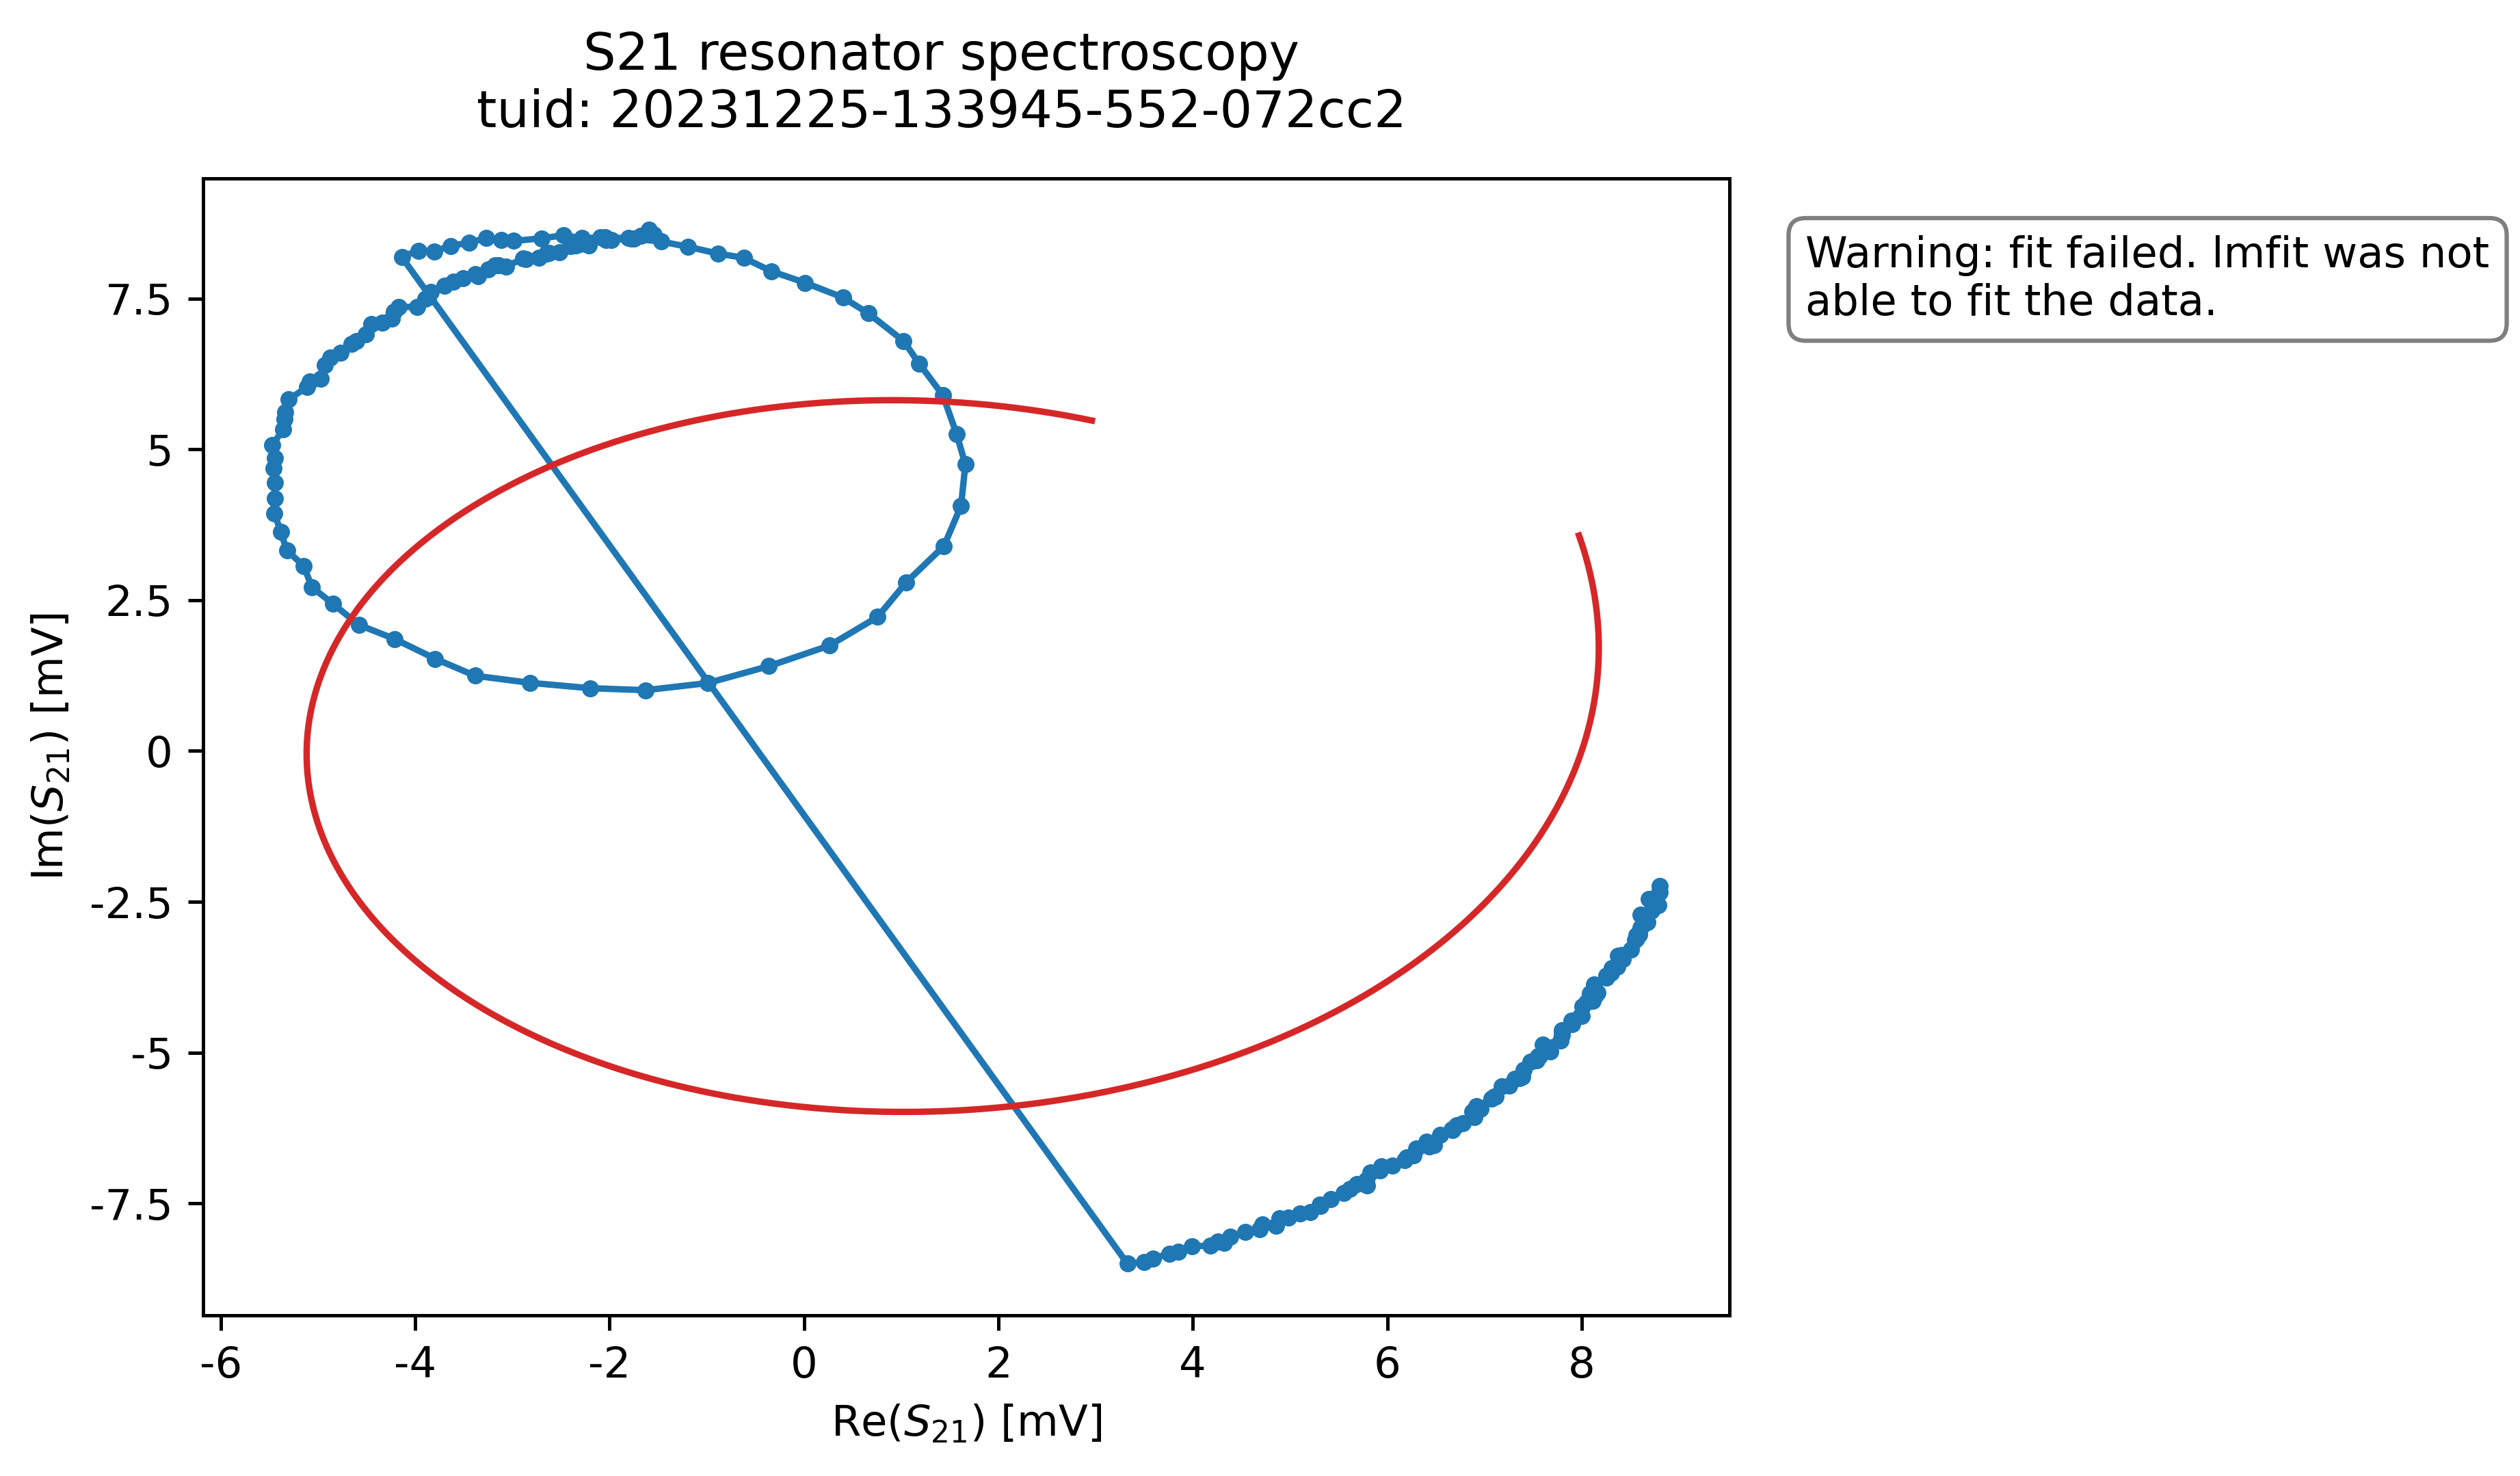 S21 resonator spectroscopy
tuid: 20231225-133945-552-072cc2
Warning: fit failed. lmfit was not
able to fit the data.
7.5
5
2.5
0
-2.5
-5
-7.5
Im(S21) [mV]
-6 -4 -2 0 2 4 6 8
Re(S21) [mV]